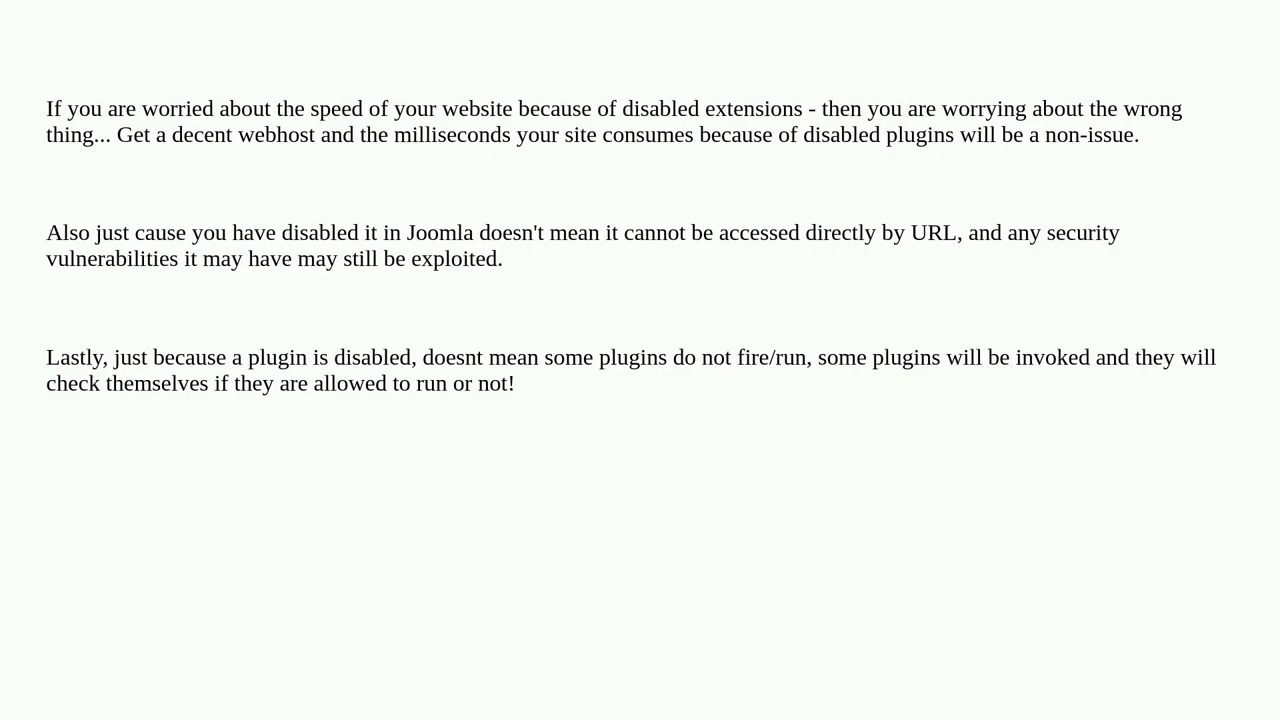 If you are worried about the speed of your website because of disabled extensions - then you are worrying about the wrong
thing... Get a decent webhost and the milliseconds your site consumes because of disabled plugins will be a non-issue.
Also just cause you have disabled it in Joomla doesn't mean it cannot be accessed directly by URL, and any security
vulnerabilities it may have may still be exploited.
Lastly, just because a plugin is disabled, doesnt mean some plugins do not fire/run, some plugins will be invoked and they will
check themselves if they are allowed to run or not!